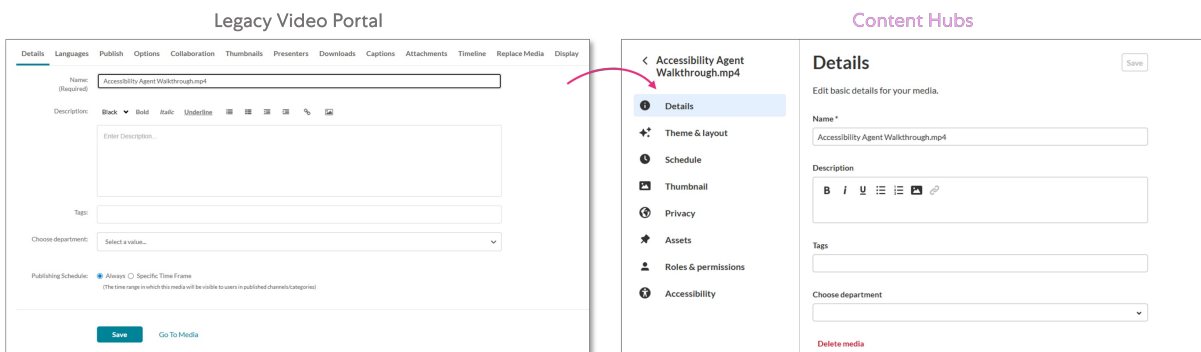 Legacy Video Portal
Details Languages Publish Options Collaboration Thumbnails Presenters Downloads Captions Attachments Timeline Replace Media Display
Name:
(Required)
Accessibility Agent Walkthrough.mp4
Description:
Black Bold Italic Underline
Enter Description...
Tags:
Choose department:
Select a value...
Publishing Schedule:
Always Specific Time Frame
(The time range in which this media will be visible to users in published channels/categories)
Save Go To Media
Content Hubs
Accessibility Agent
Walkthrough.mp4
Details
Theme & layout
Schedule
Thumbnail
Privacy
Assets
Roles & permissions
Accessibility
Details
Save
Edit basic details for your media.
Name *
Accessibility Agent Walkthrough.mp4
Description
B i U
Tags
Choose department
Delete media